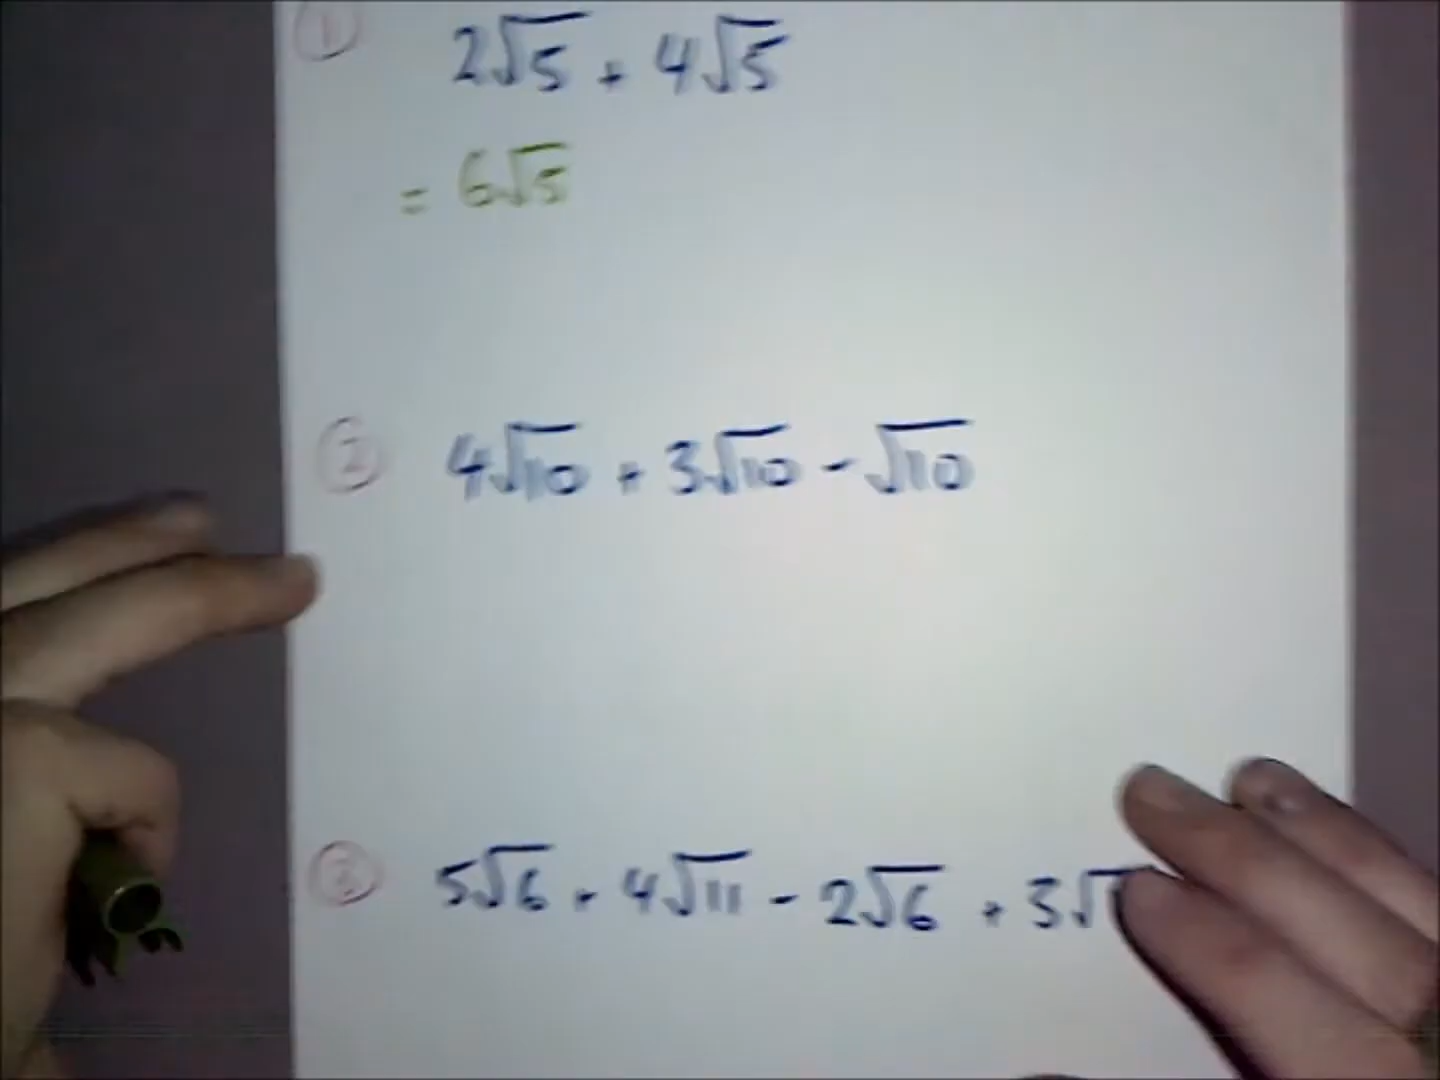 ① 2√5 + 4√5
= 6√5
② 4√10 + 3√10 - √10
③ 5√6 + 4√11 - 2√6 + 3√